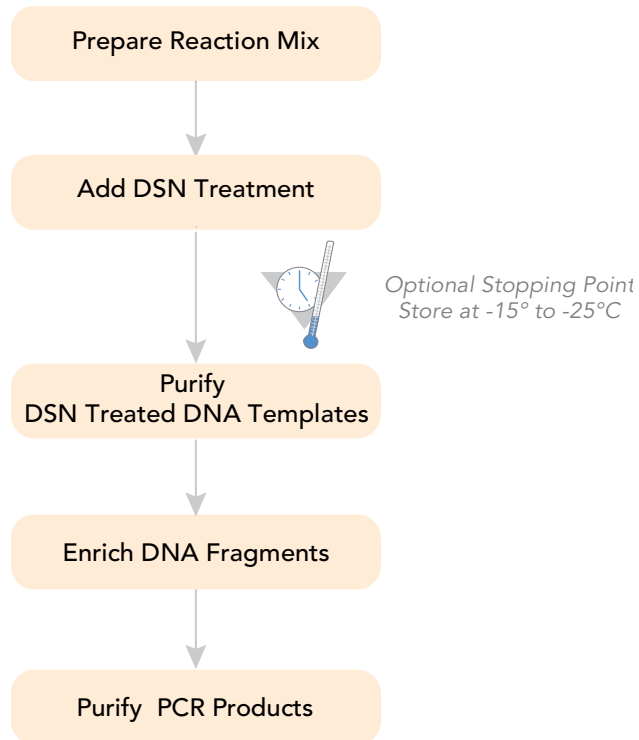 Prepare Reaction Mix
Add DSN Treatment
Optional Stopping Point
Store at -15° to -25°C
Purify
DSN Treated DNA Templates
Enrich DNA Fragments
Purify PCR Products